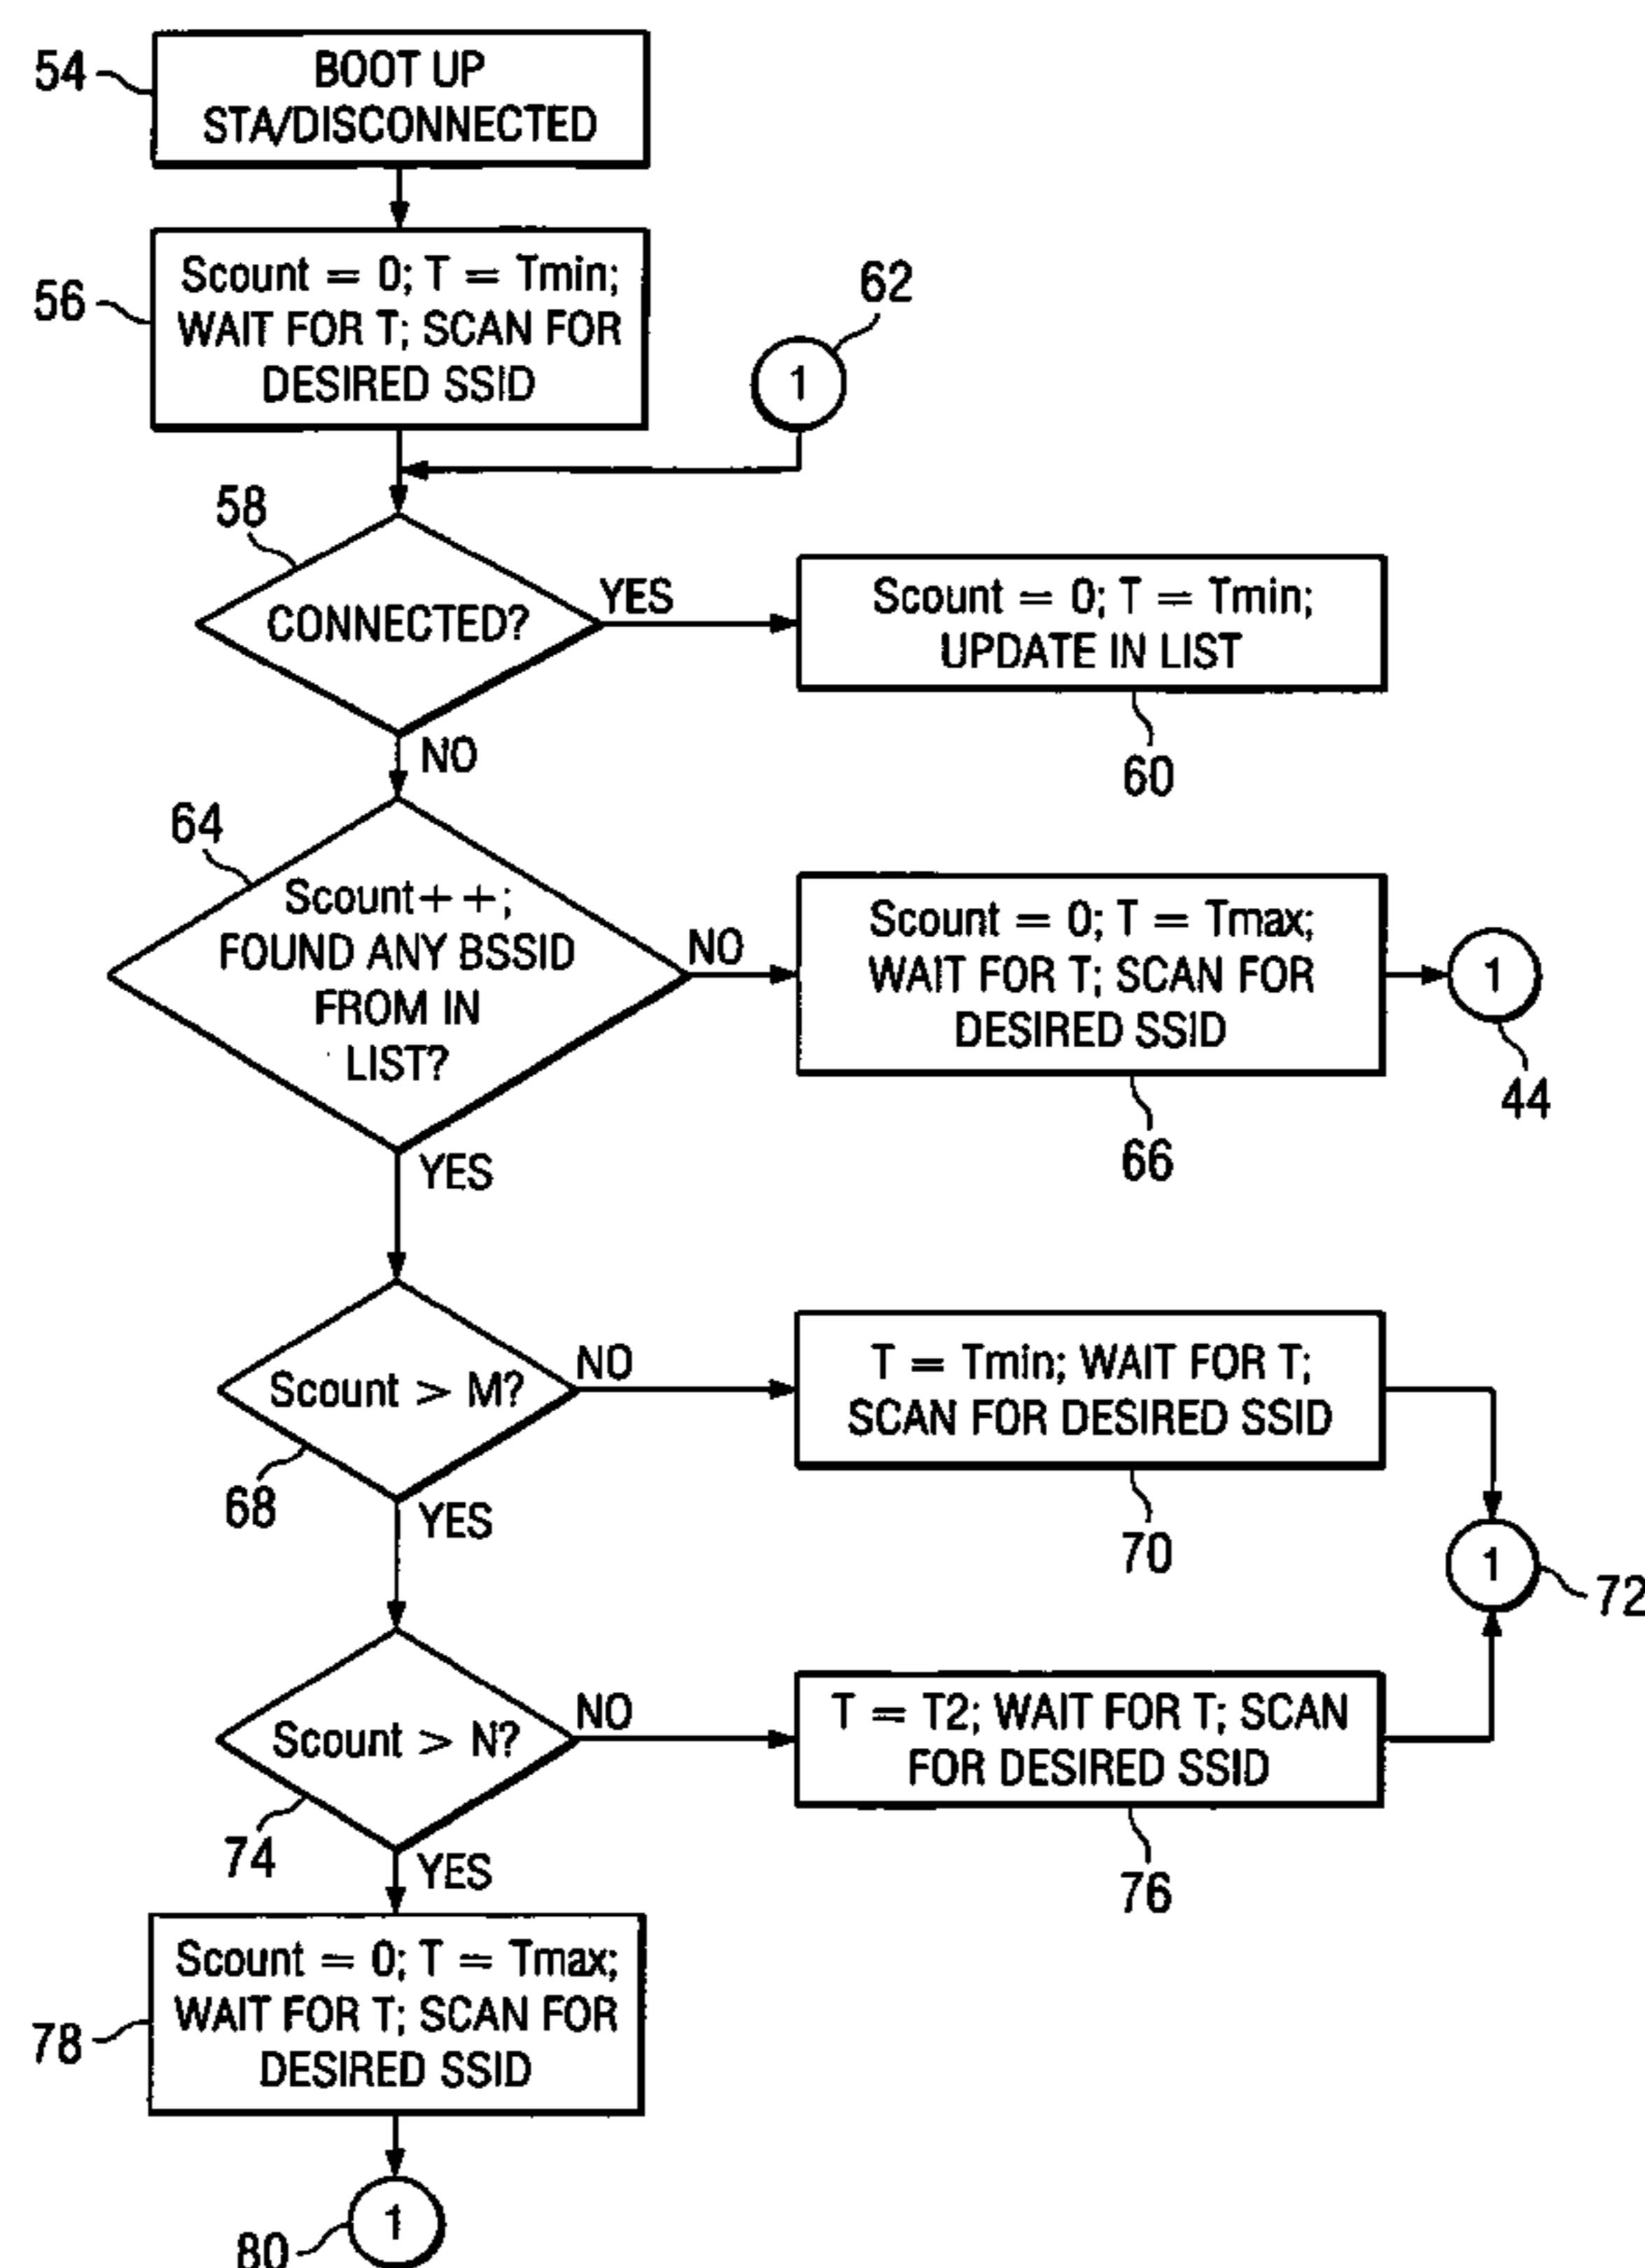 54
BOOT UP
STA/DISCONNECTED
56
Scount = 0; T = Tmin;
WAIT FOR T; SCAN FOR
DESIRED SSID
62
1
58
CONNECTED?
YES
Scount = 0; T = Tmin;
UPDATE IN LIST
60
NO
64
Scount++;
FOUND ANY BSSID
FROM IN
LIST?
NO
Scount = 0; T = Tmax;
WAIT FOR T; SCAN FOR
DESIRED SSID
66
1
44
YES
Scount > M?
68
NO
T = Tmin; WAIT FOR T;
SCAN FOR DESIRED SSID
70
1
72
YES
Scount > N?
74
NO
T = T2; WAIT FOR T; SCAN
FOR DESIRED SSID
76
YES
78
Scount = 0; T = Tmax;
WAIT FOR T; SCAN FOR
DESIRED SSID
80
1